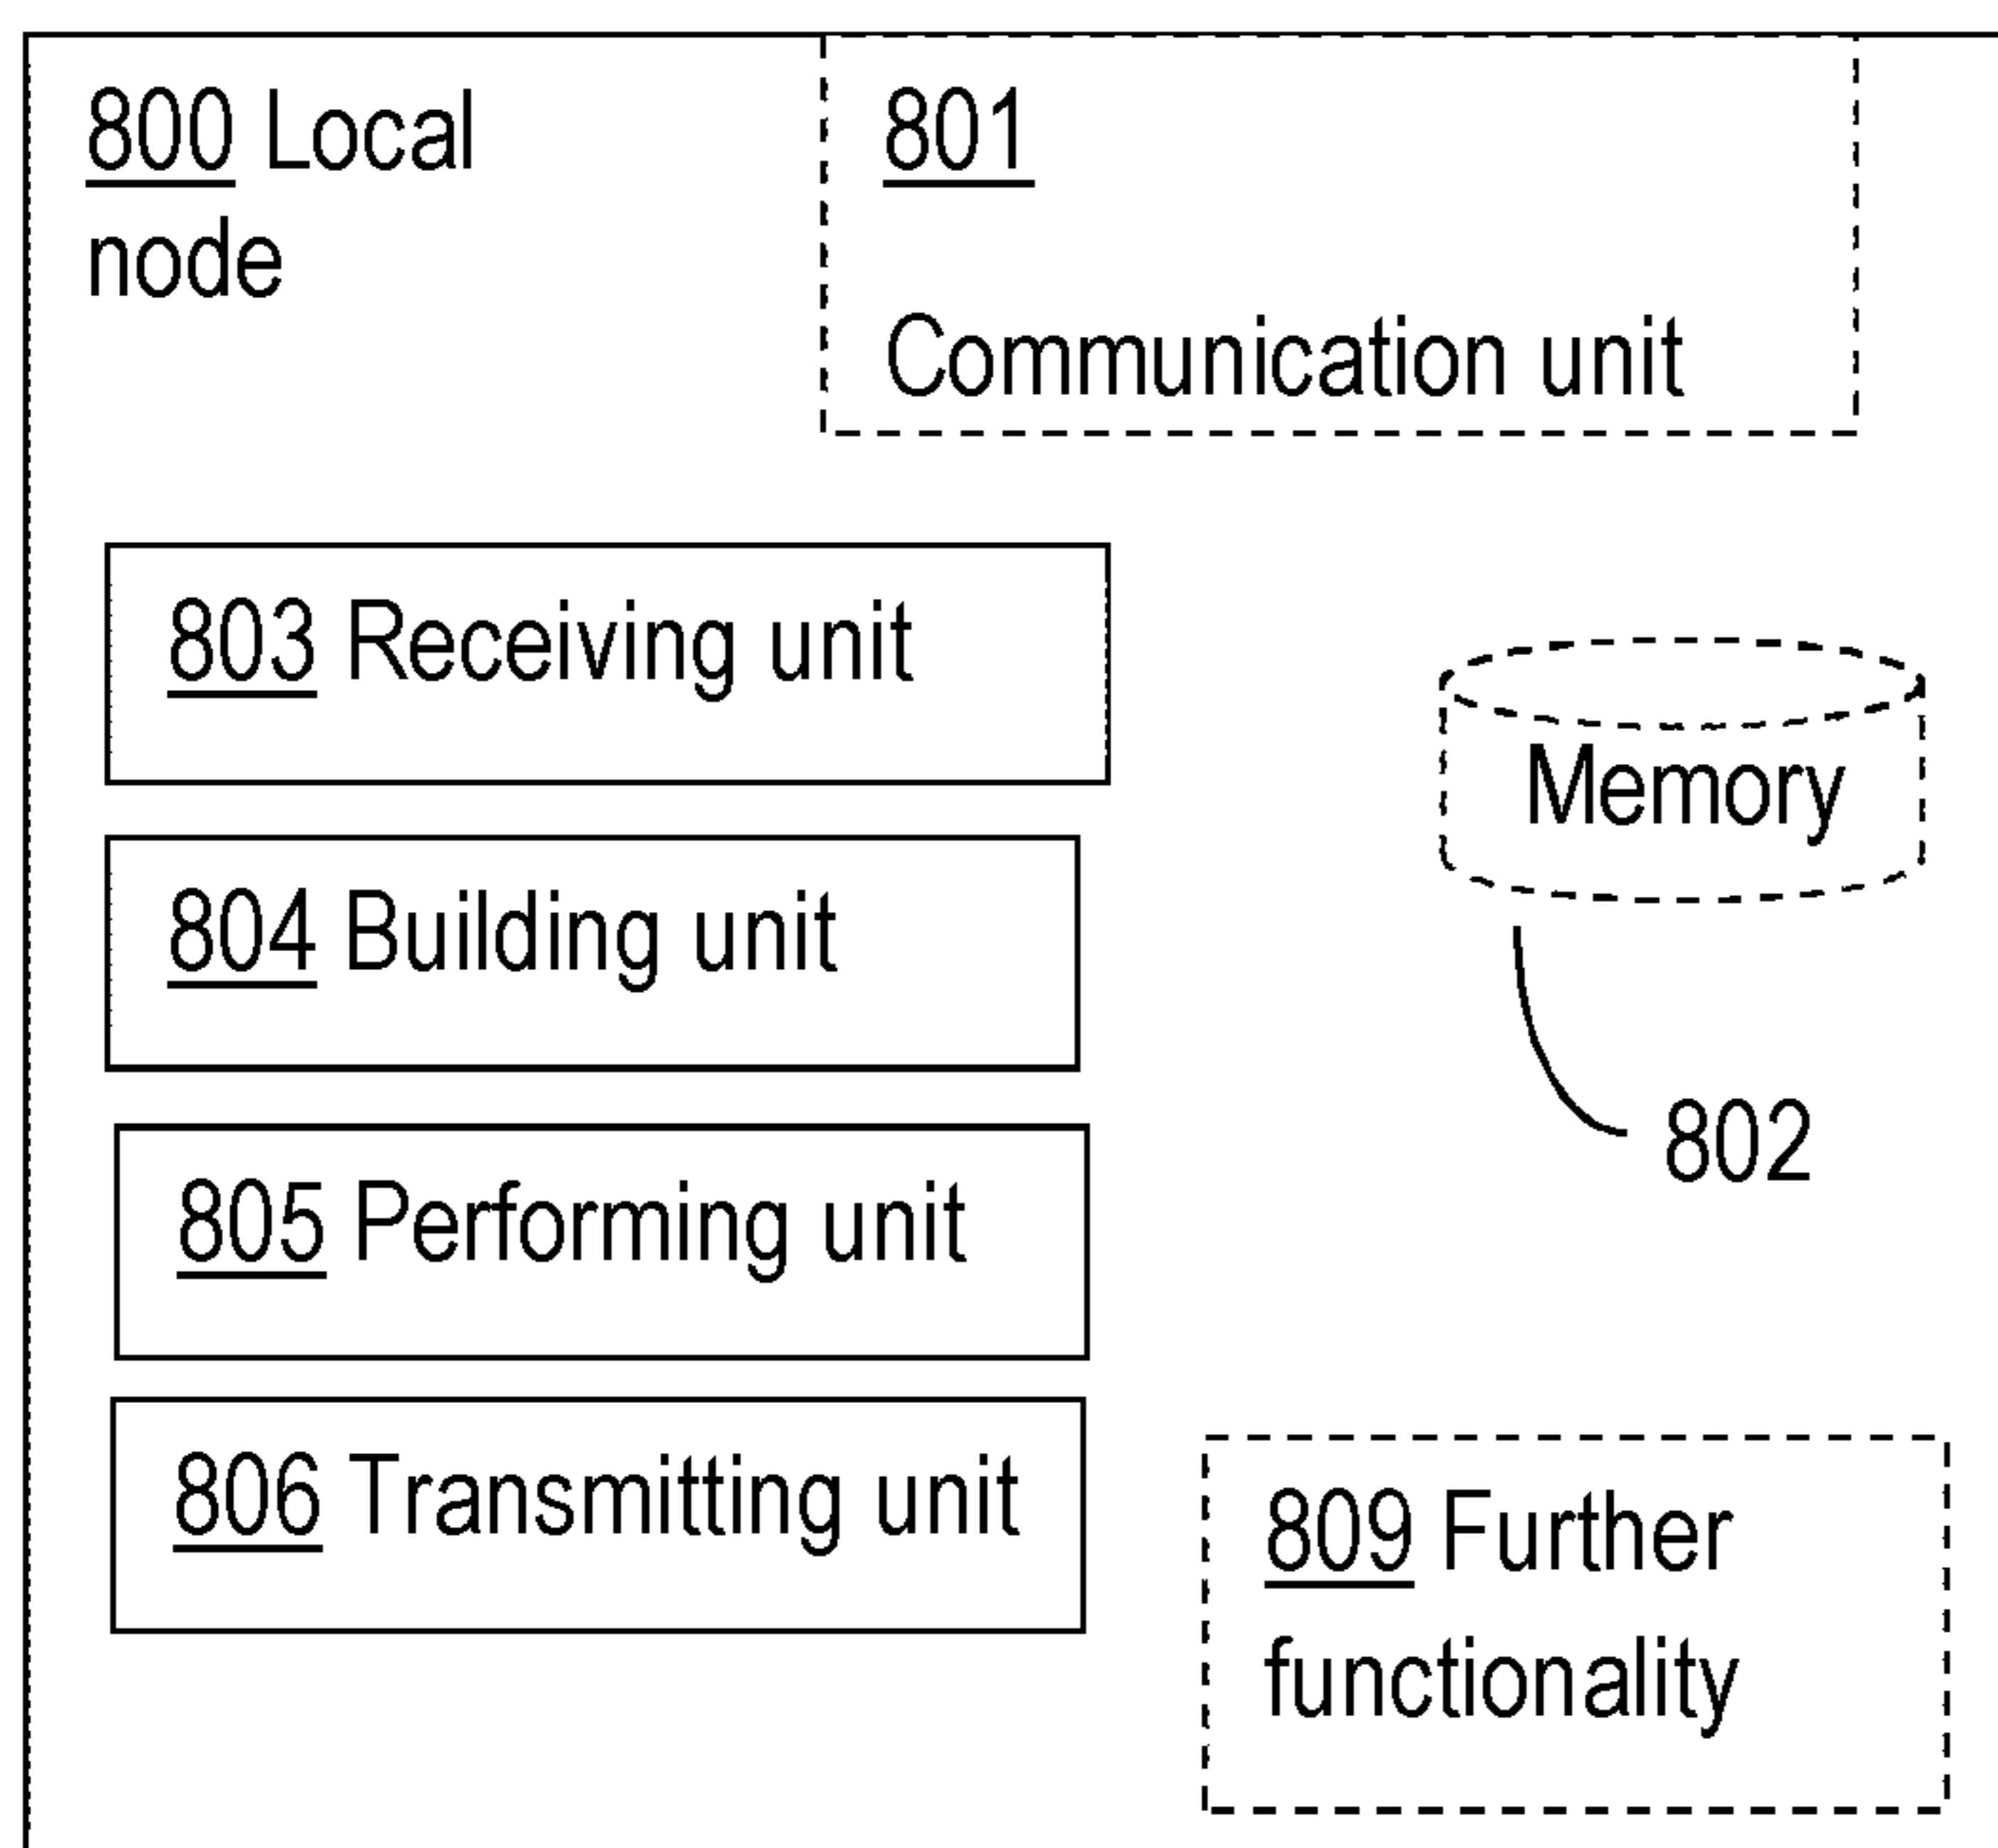 800 Local
node
801
Communication unit
803 Receiving unit
Memory
804 Building unit
802
805 Performing unit
806 Transmitting unit
809 Further
functionality